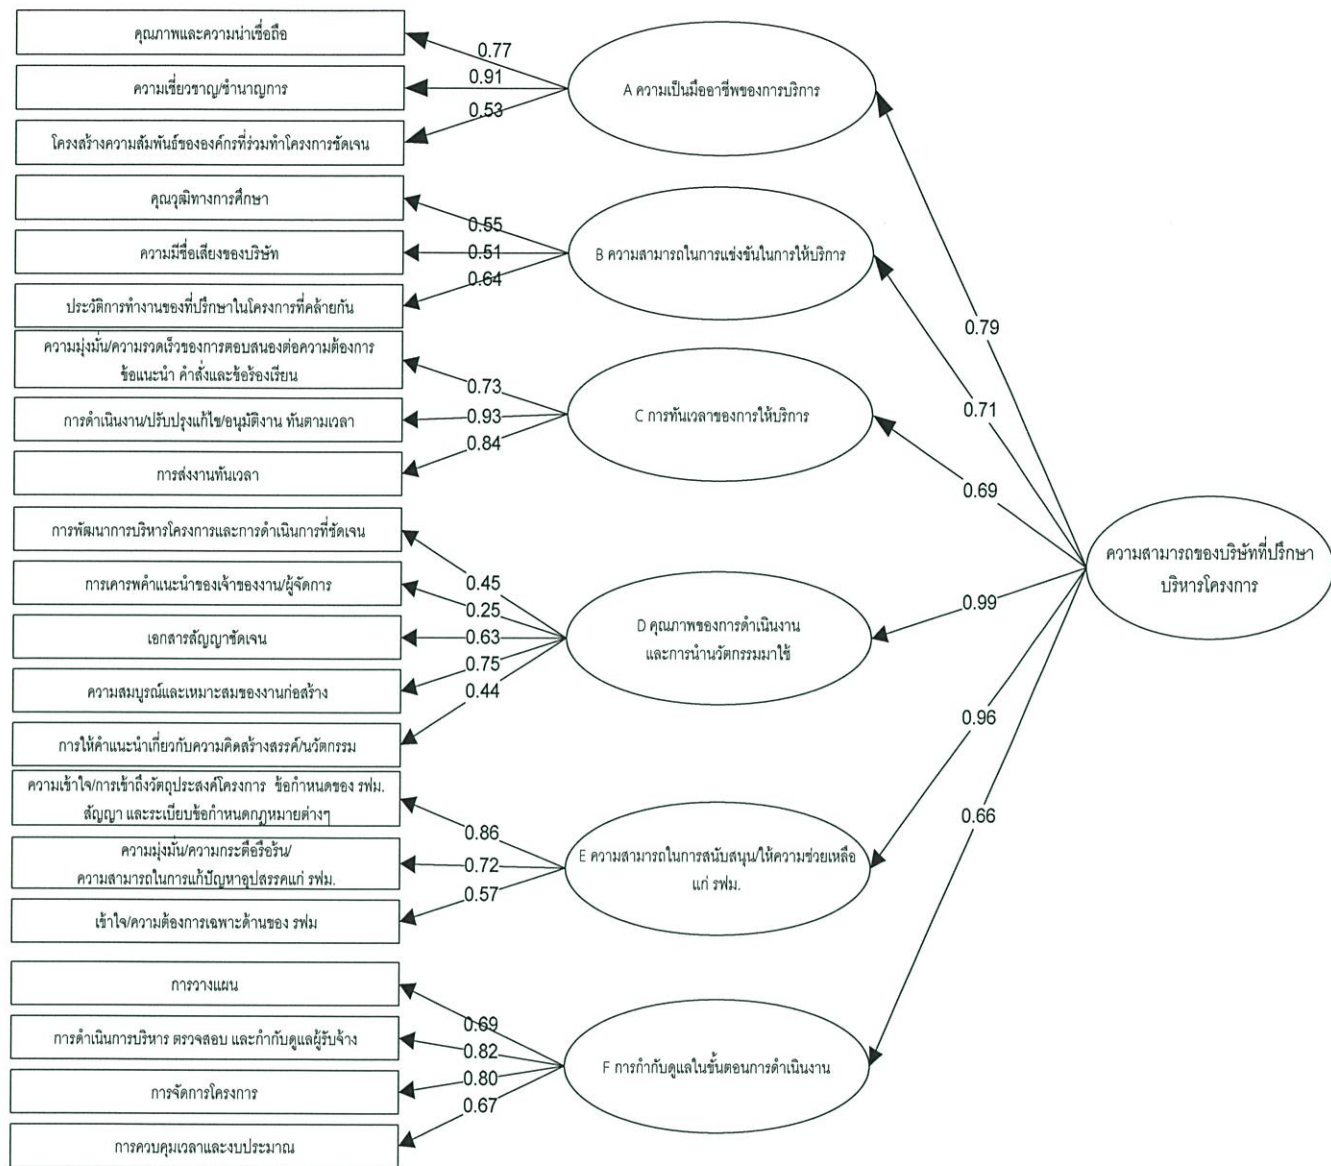 คุณภาพและความน่าเชื่อถือ
ความเชี่ยวชาญ/ชำนาญการ
โครงสร้างความสัมพันธ์ขององค์กรที่ร่วมทำโครงการชัดเจน
0.77
0.91
0.53
A ความเป็นมืออาชีพของการบริการ
คุณวุฒิทางการศึกษา
ความมีชื่อเสียงของบริษัท
ประวัติการทำงานของที่ปรึกษาในโครงการที่คล้ายกัน
0.55
0.51
0.64
B ความสามารถในการแข่งขันในการให้บริการ
ความมุ่งมั่น/ความรวดเร็วของการตอบสนองต่อความต้องการ
ข้อแนะนำ คำสั่งและข้อร้องเรียน
การดำเนินงาน/ปรับปรุงแก้ไข/อนุมัติงาน ทันตามเวลา
การส่งงานทันเวลา
0.73
0.93
0.84
C การทันเวลาของการให้บริการ
การพัฒนาการบริหารโครงการและการดำเนินการที่ชัดเจน
การเคารพคำแนะนำของเจ้าของงาน/ผู้จัดการ
เอกสารสัญญาชัดเจน
ความสมบูรณ์และเหมาะสมของงานก่อสร้าง
การให้คำแนะนำเกี่ยวกับความคิดสร้างสรรค์/นวัตกรรม
0.45
0.25
0.63
0.75
0.44
D คุณภาพของการดำเนินงาน
และการนำนวัตกรรมมาใช้
ความเข้าใจ/การเข้าถึงวัตถุประสงค์โครงการ ข้อกำหนดของ รฟม.
สัญญา และระเบียบข้อกำหนดกฎหมายต่างๆ
ความมุ่งมั่น/ความกระตือรือร้น/
ความสามารถในการแก้ปัญหาอุปสรรคแก่ รฟม.
เข้าใจ/ความต้องการเฉพาะด้านของ รฟม
0.86
0.72
0.57
E ความสามารถในการสนับสนุน/ให้ความช่วยเหลือ
แก่ รฟม.
การวางแผน
การดำเนินการบริหาร ตรวจสอบ และกำกับดูแลผู้รับจ้าง
การจัดการโครงการ
การควบคุมเวลาและงบประมาณ
0.69
0.82
0.80
0.67
F การกำกับดูแลในขั้นตอนการดำเนินงาน
0.79
0.71
0.69
0.99
0.96
0.66
ความสามารถของบริษัทที่ปรึกษา
บริหารโครงการ